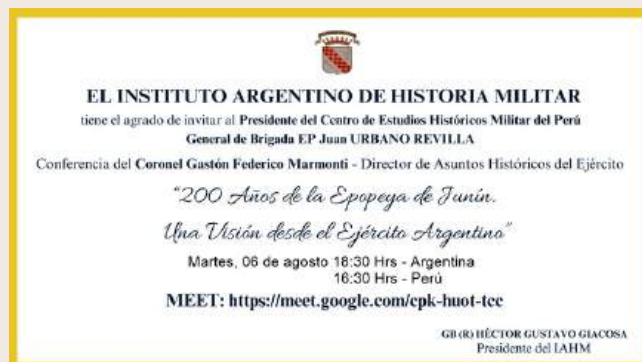 EL INSTITUTO ARGENTINO DE HISTORIA MILITAR
tiene el agrado de invitar al Presidente del Centro de Estudios Históricos Militar del Perú
General de Brigada EP Juan URBANO REVILLA
Conferencia del Coronel Gastón Federico Marmonti - Director de Asuntos Históricos del Ejército
"200 Años de la Epopeya de Junín.
Una Visión desde el Ejército Argentino"
Martes, 06 de agosto 18:30 Hrs - Argentina
16:30 Hrs - Perú
MEET: https://meet.google.com/cpk-huot-tcc
GB (R) HÉCTOR GUSTAVO GIACOSA
Presidente del IAHM